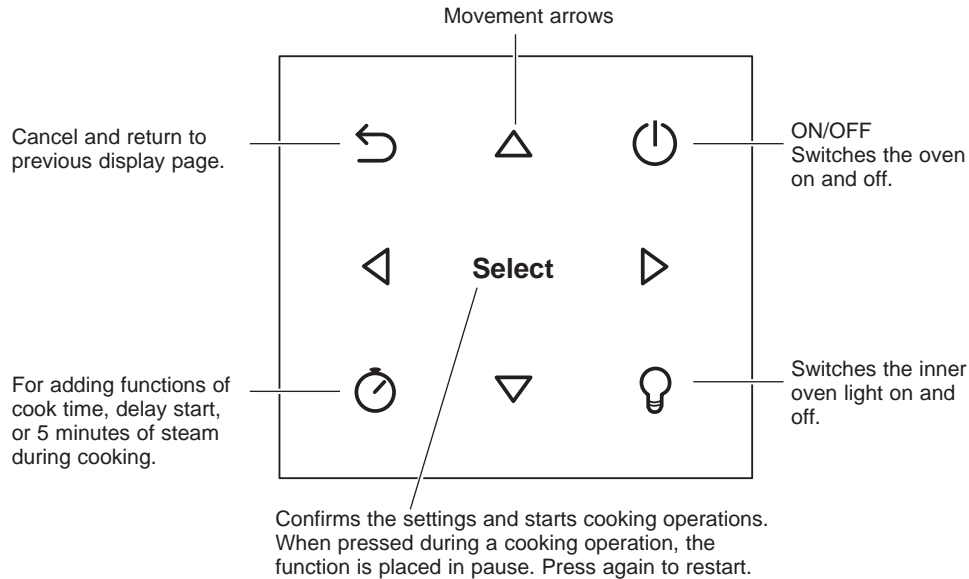 Movement arrows
Cancel and return to
previous display page.
ON/OFF
Switches the oven
on and off.
Select
For adding functions of
cook time, delay start,
or 5 minutes of steam
during cooking.
Switches the inner
oven light on and
off.
Confirms the settings and starts cooking operations.
When pressed during a cooking operation, the
function is placed in pause. Press again to restart.